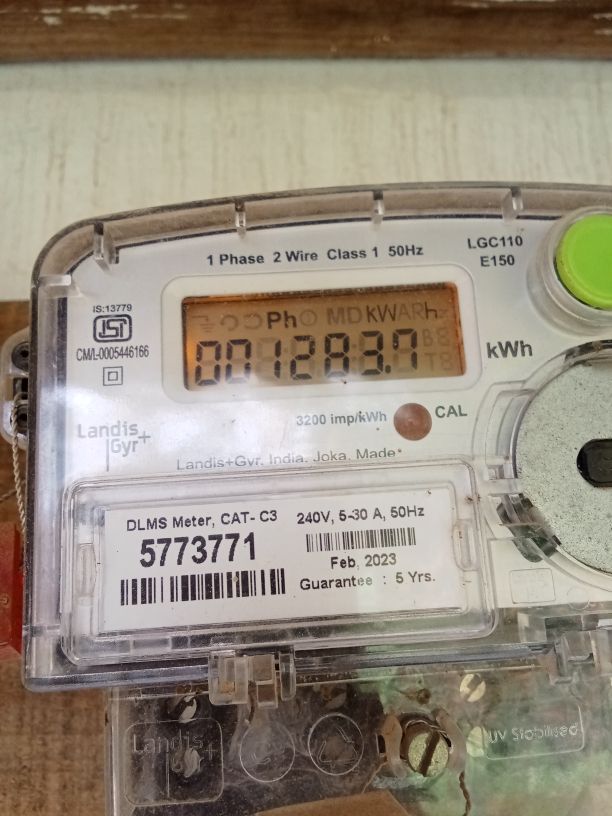 1 Phase 2 Wire Class 1 50Hz
LGC110
E150
IS:13779
ISI
CM/L-0005446166
Ph MD KWARh
001283.7
kWh
3200 imp/kWh CAL
Landis+
Gyr
Landis+Gyr. India. Joka. Made
DLMS Meter, CAT- C3 240V, 5-30 A, 50Hz
5773771
Feb, 2023
Guarantee : 5 Yrs.
Landis+
Gyr
UV Stabilised